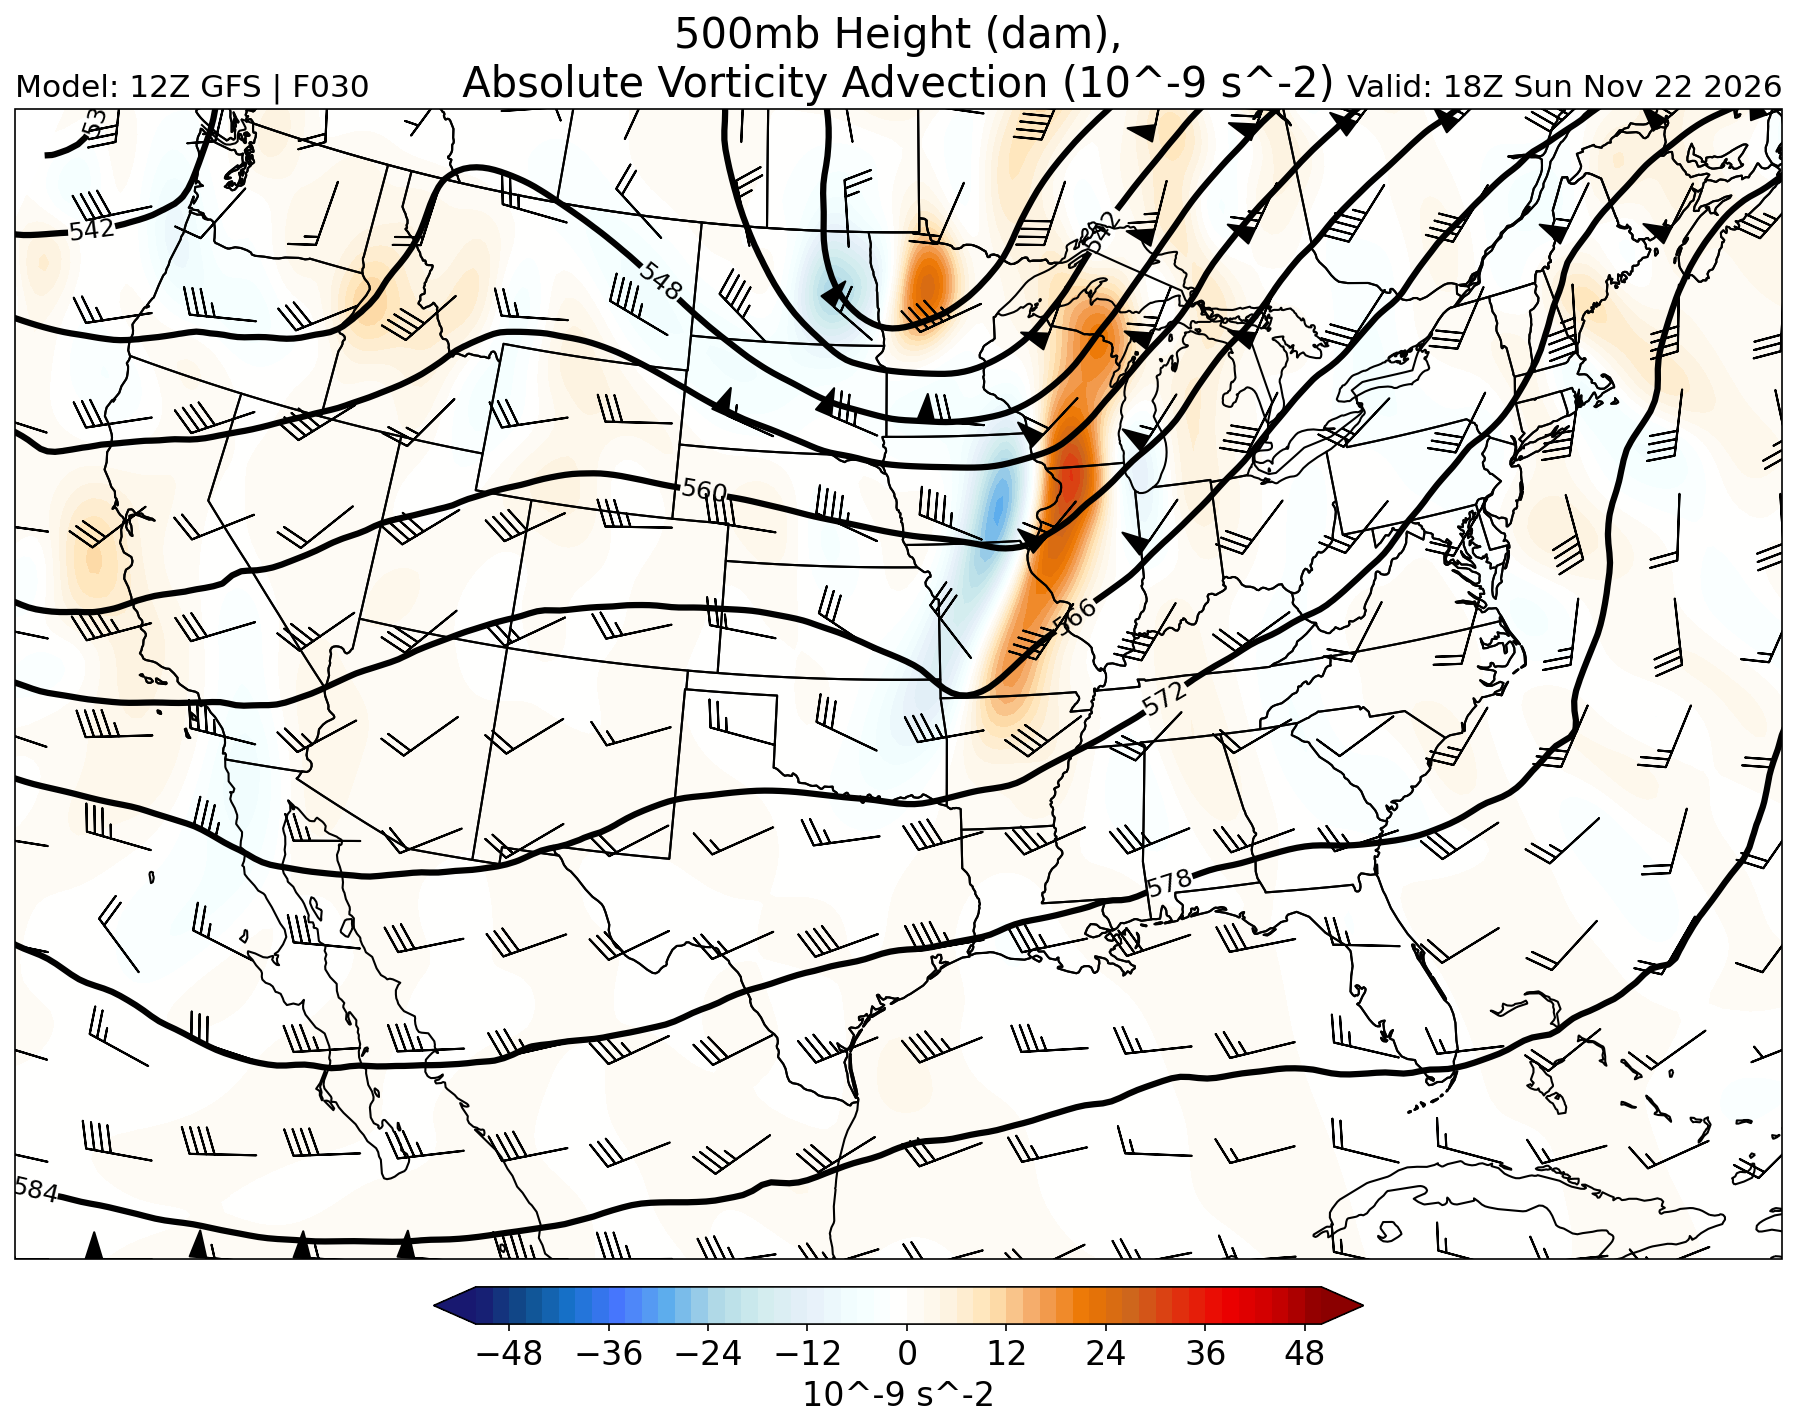 500mb Height (dam),
Model: 12Z GFS | F030
Absolute Vorticity Advection (10^-9 s^-2)
Valid: 18Z Sun Nov 22 2026
542
548
542
560
566
572
578
584
−48 −36 −24 −12 0 12 24 36 48
10^-9 s^-2